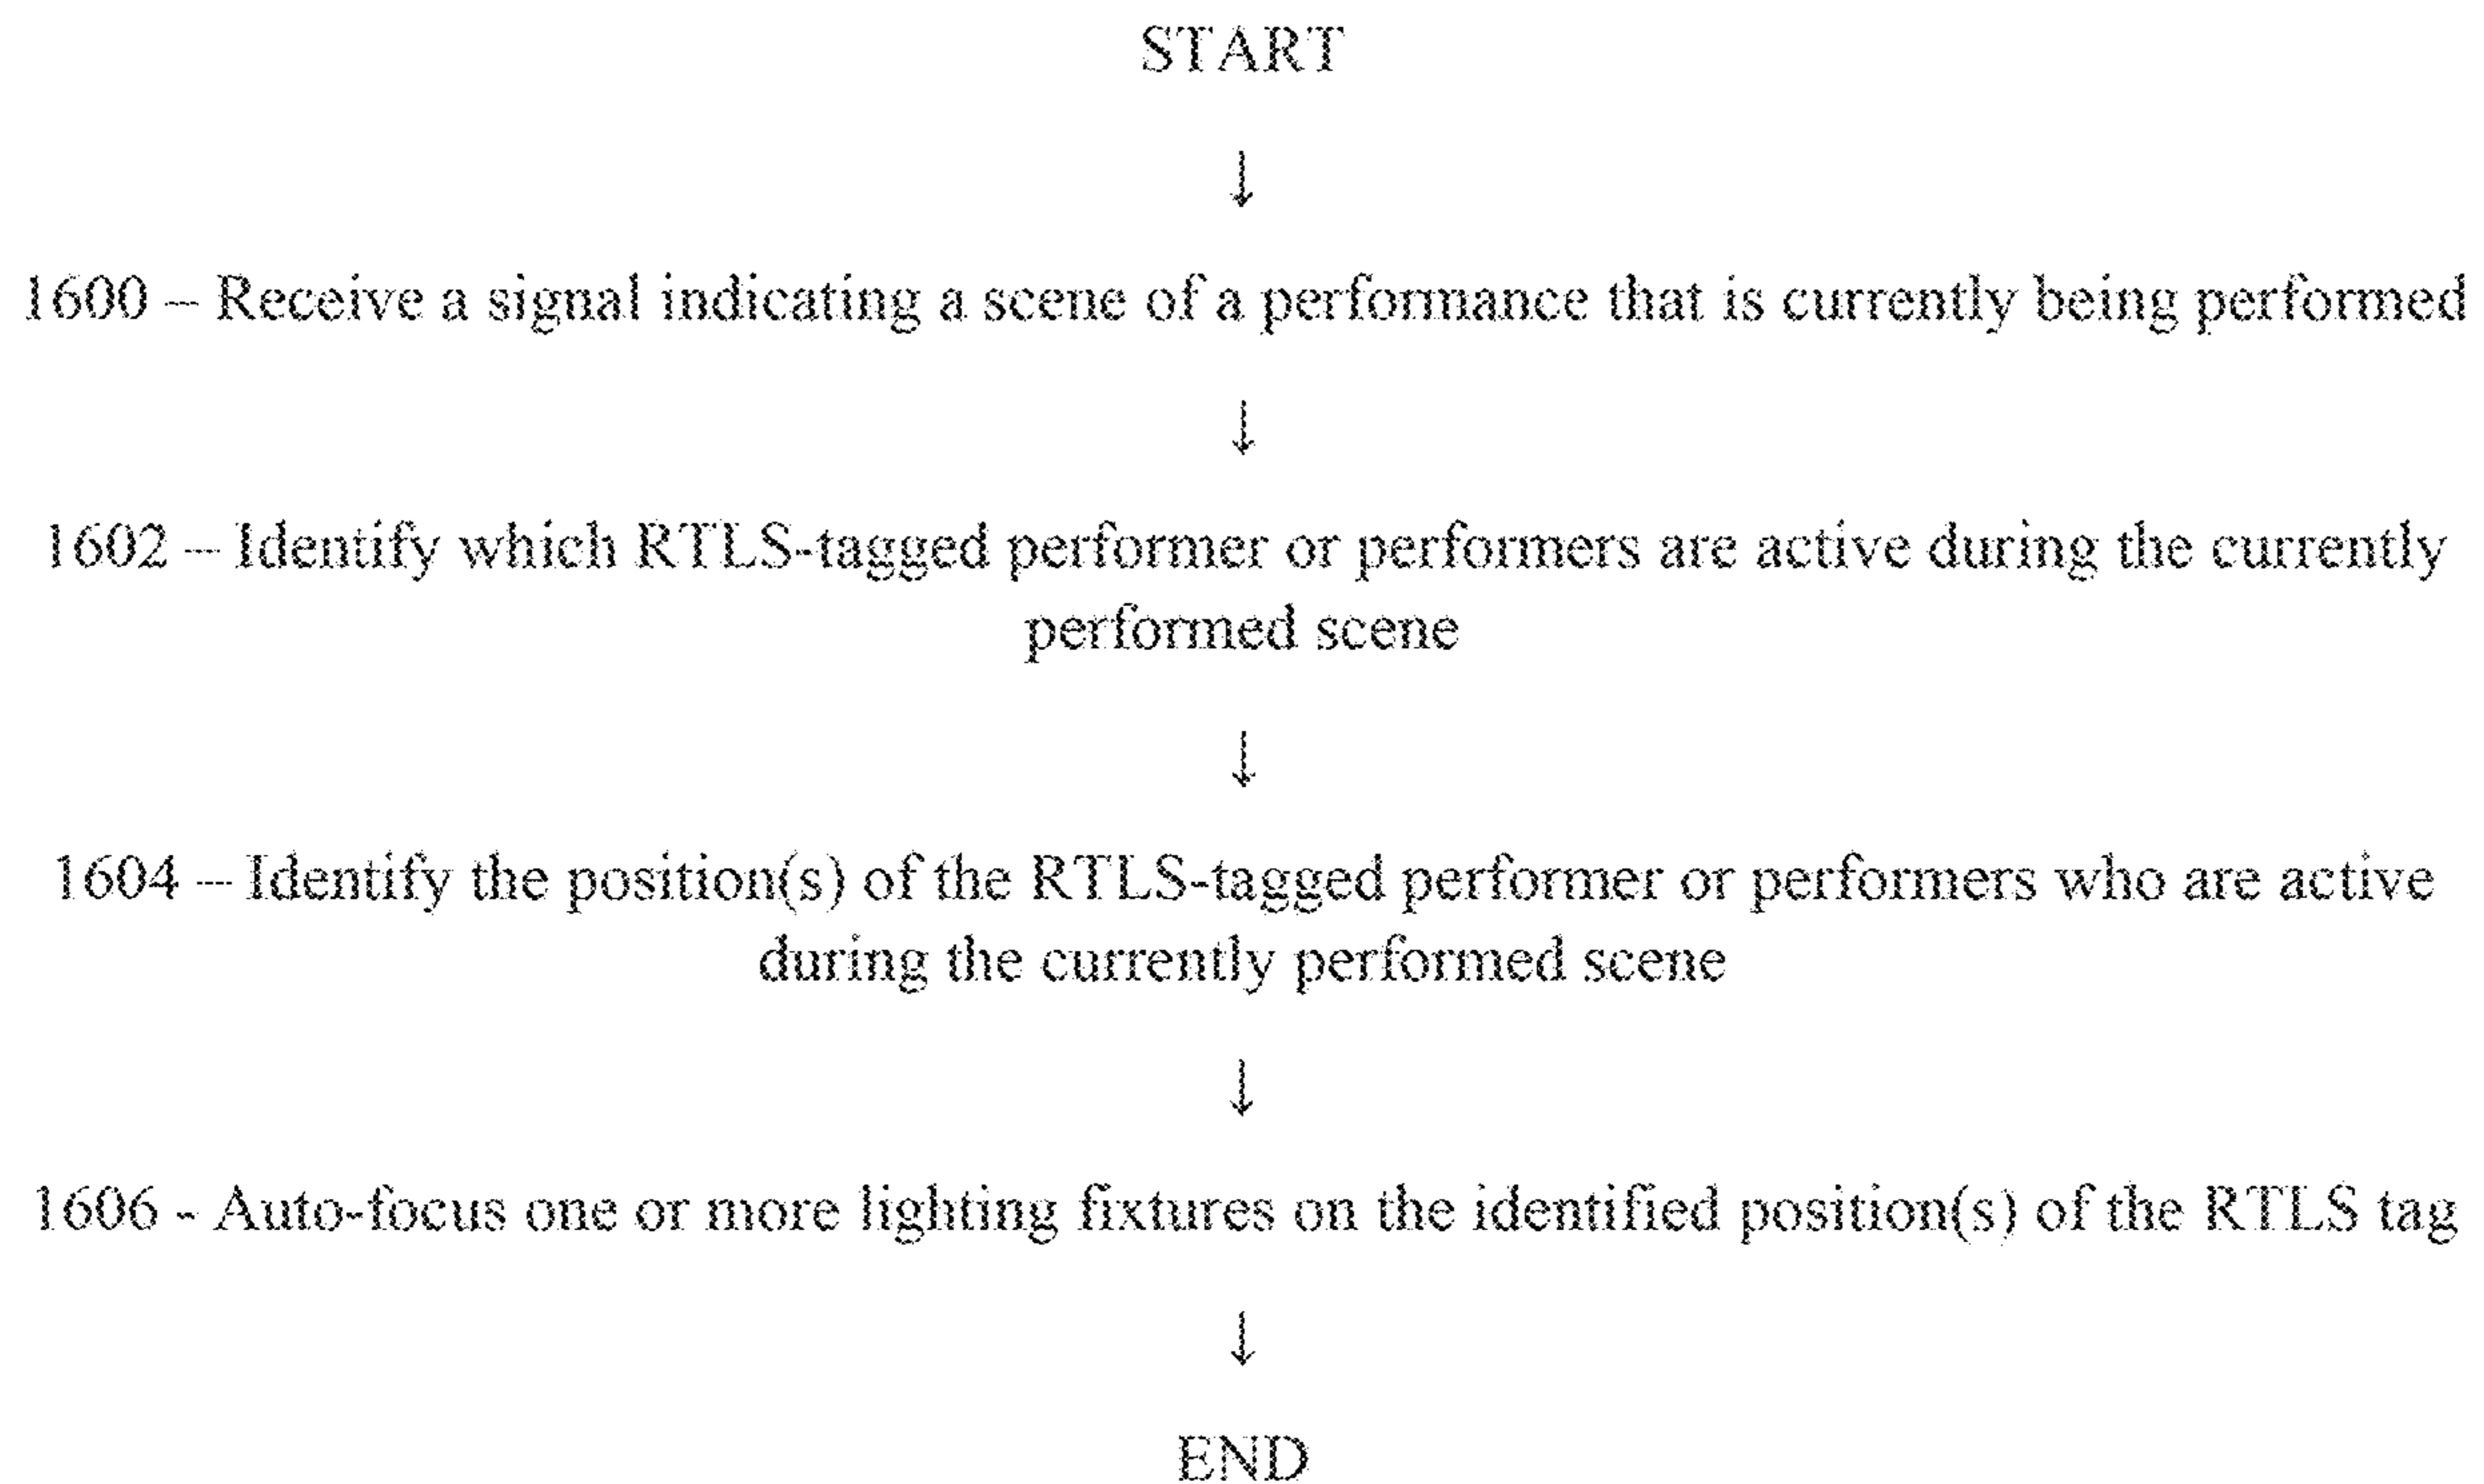 START
↓
1600 – Receive a signal indicating a scene of a performance that is currently being performed
↓
1602 – Identify which RTLS-tagged performer or performers are active during the currently
performed scene
↓
1604 – Identify the position(s) of the RTLS-tagged performer or performers who are active
during the currently performed scene
↓
1606 - Auto-focus one or more lighting fixtures on the identified position(s) of the RTLS tag
↓
END